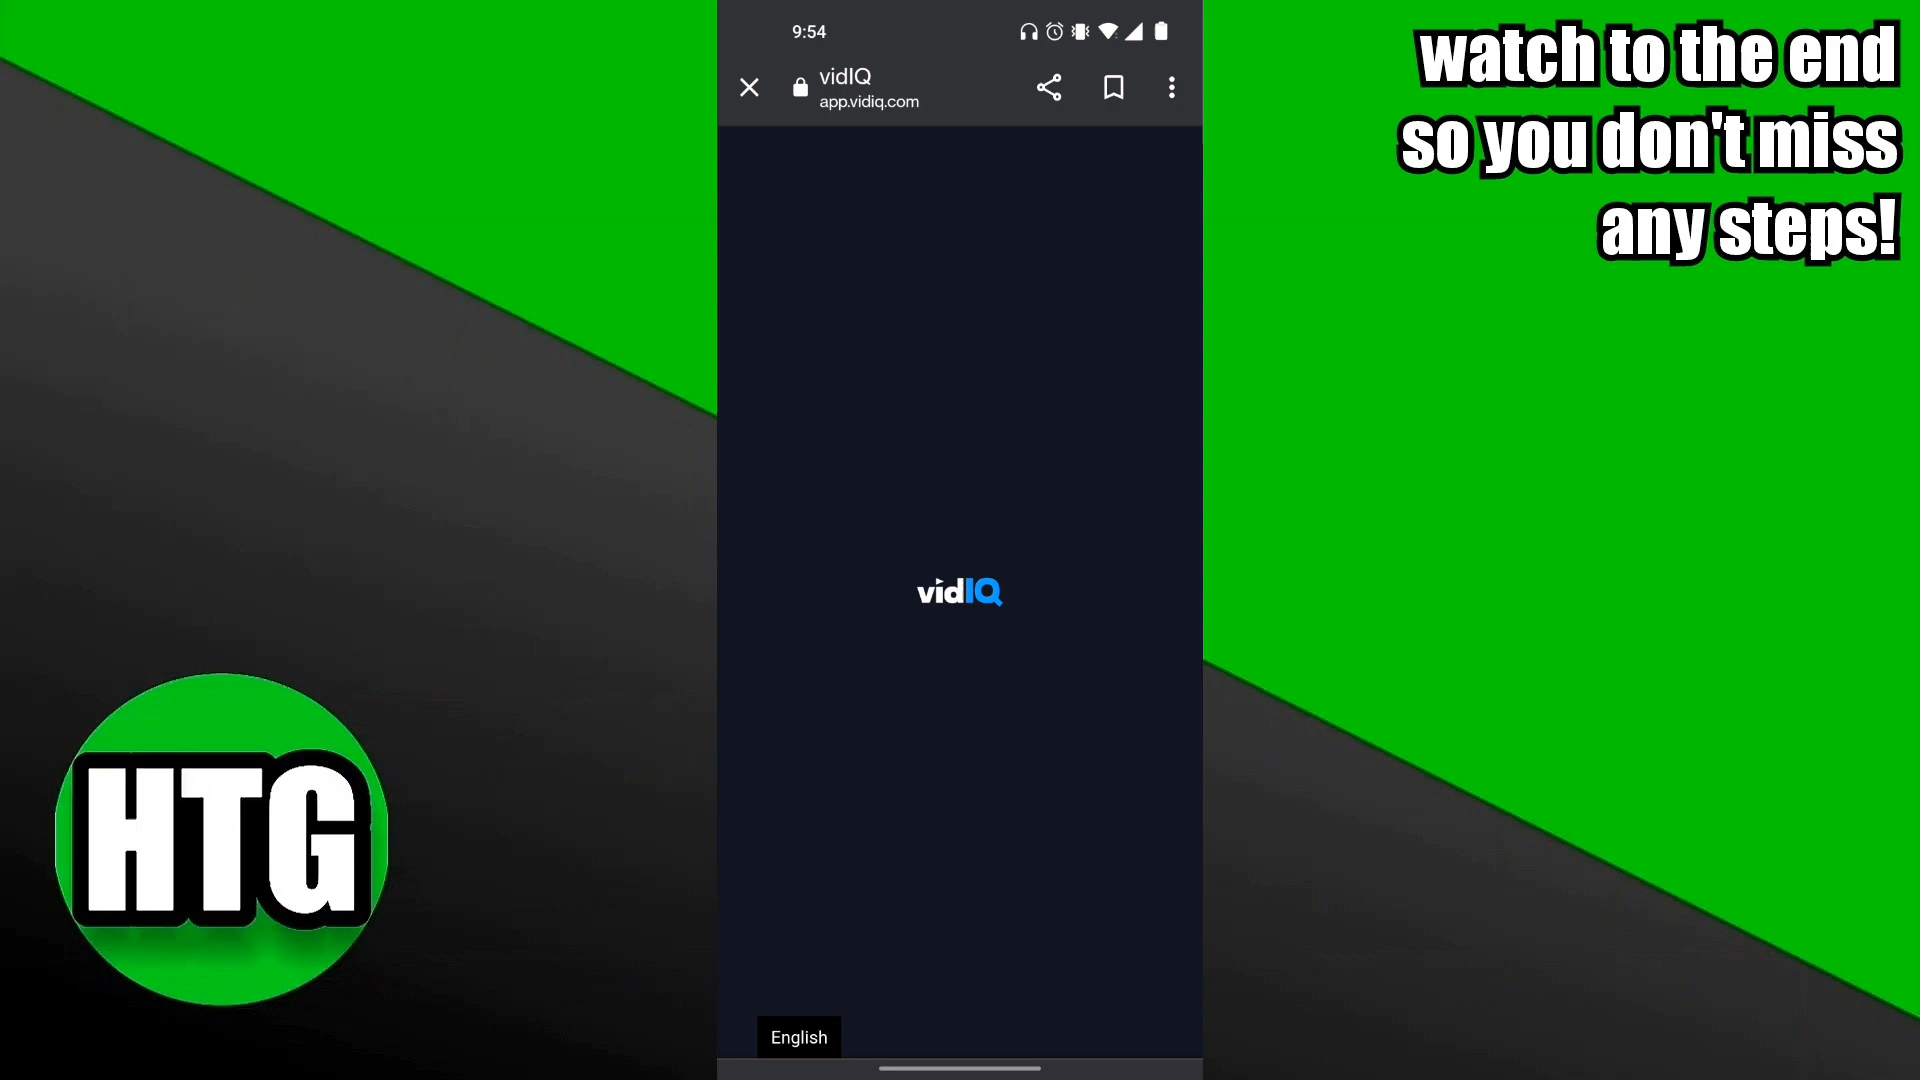 9:54
vidIQ
app.vidiq.com
watch to the end
so you don't miss
any steps!
vidIQ
HTG
English